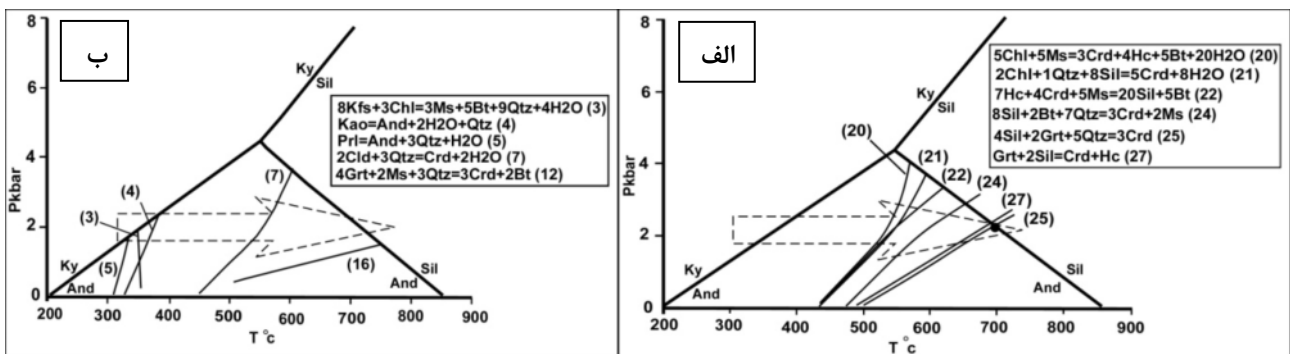 ب
8
6
4
2
0
Pkbar
Ky
Sil
8Kfs+3Chl=3Ms+5Bt+9Qtz+4H2O (3)
Kao=And+2H2O+Qtz (4)
Prl=And+3Qtz+H2O (5)
2Cld+3Qtz=Crd+2H2O (7)
4Grt+2Ms+3Qtz=3Crd+2Bt (12)
(4)
(3)
(7)
Ky
(5)
And
(16)
Sil
And
200 300 400 500 600 700 800 900
T °c
الف
8
6
4
2
0
Pkbar
Ky
Sil
5Chl+5Ms=3Crd+4Hc+5Bt+20H2O (20)
2Chl+1Qtz+8Sil=5Crd+8H2O (21)
7Hc+4Crd+5Ms=20Sil+5Bt (22)
8Sil+2Bt+7Qtz=3Crd+2Ms (24)
4Sil+2Grt+5Qtz=3Crd (25)
Grt+2Sil=Crd+Hc (27)
(20)
(21)
(22)
(24)
(27)
(25)
Ky
And
Sil
And
200 300 400 500 600 700 800 900
T °c